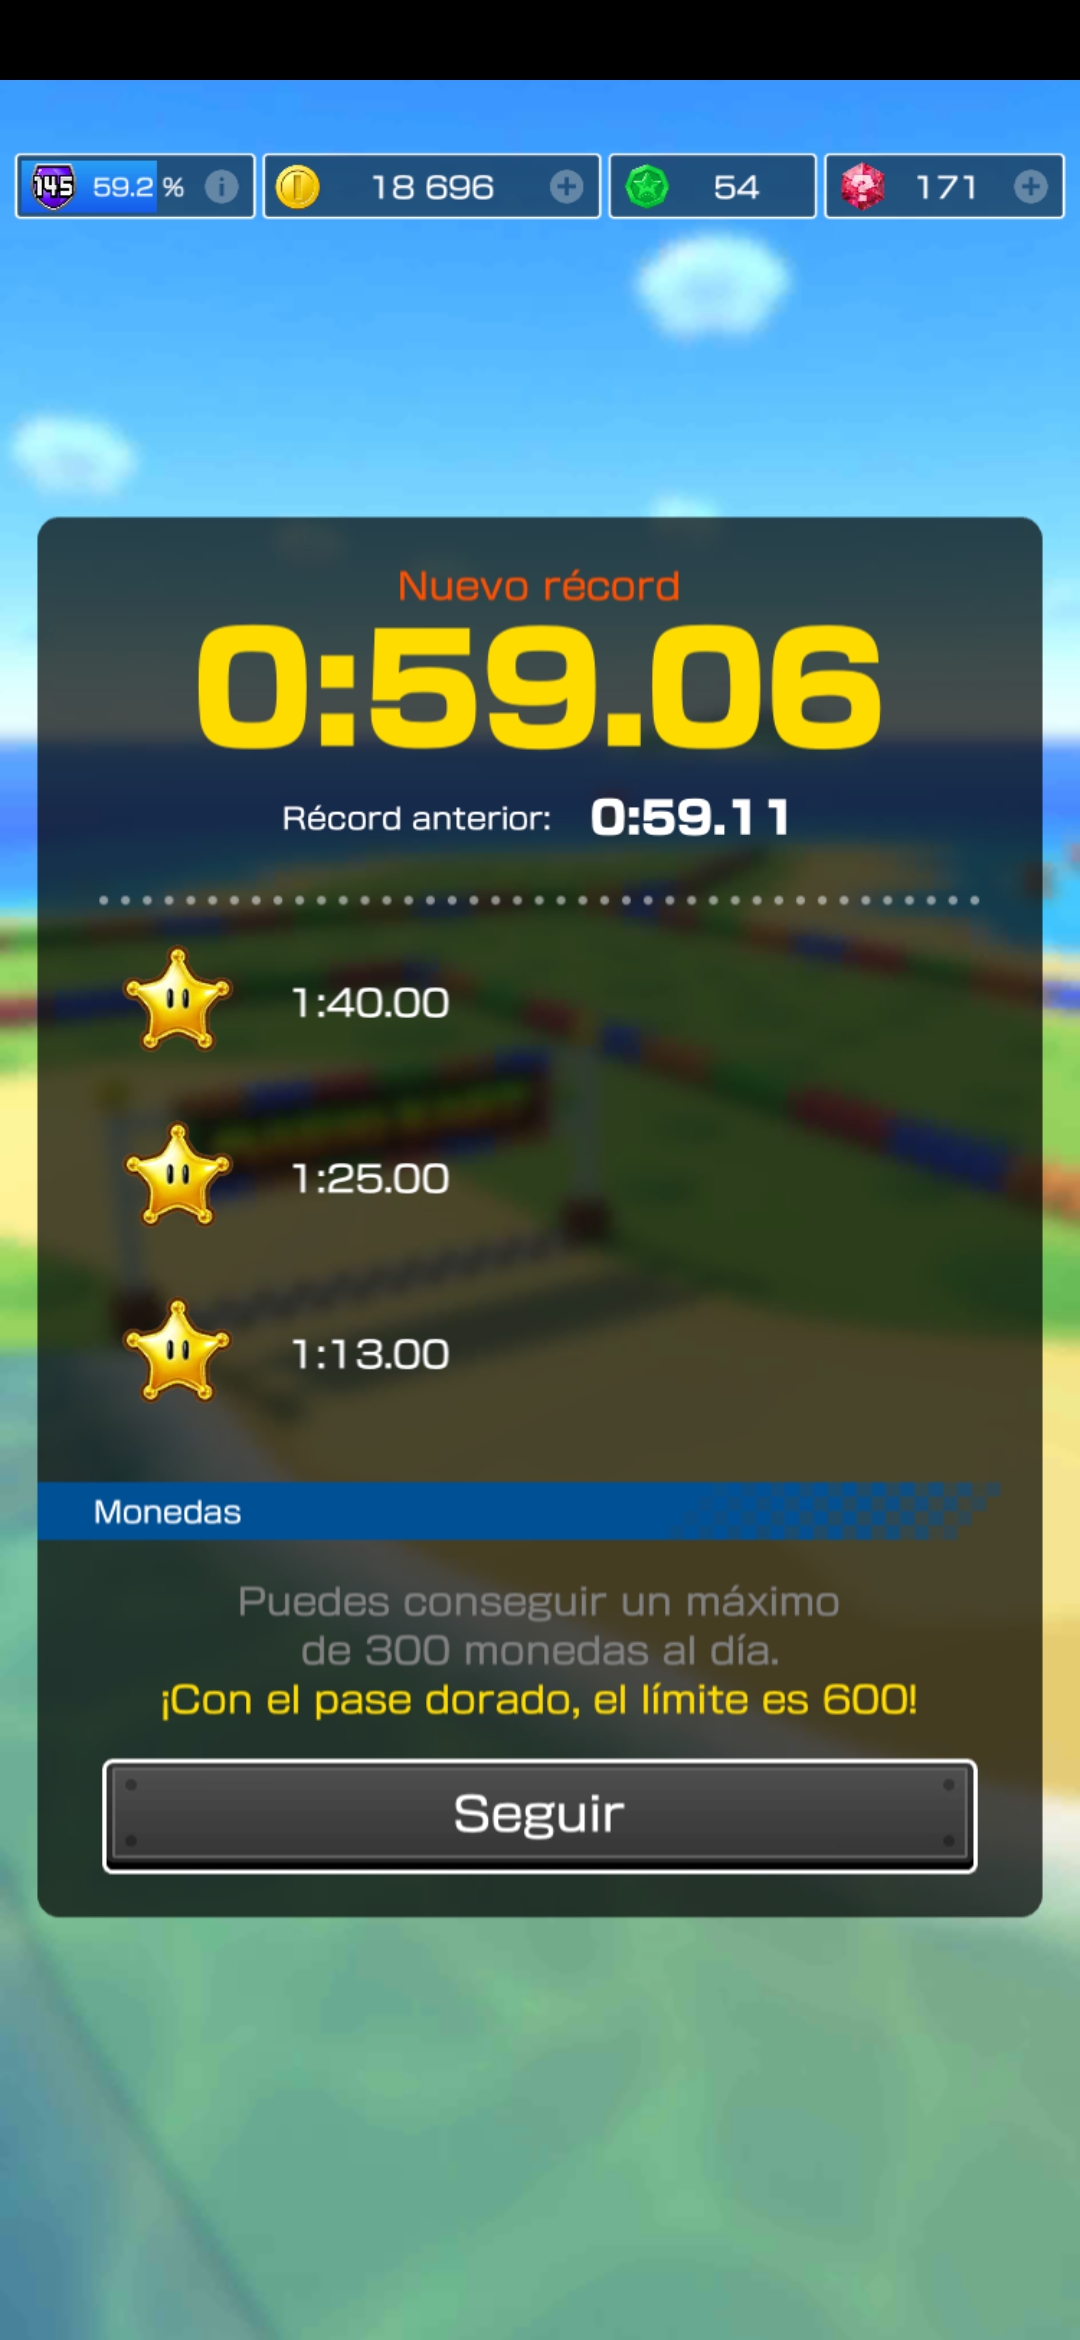 145 59.2 % 18 696 54 171
Nuevo récord
0:59.06
Récord anterior: 0:59.11
1:40.00
1:25.00
1:13.00
Monedas
Puedes conseguir un máximo
de 300 monedas al día.
¡Con el pase dorado, el límite es 600!
Seguir